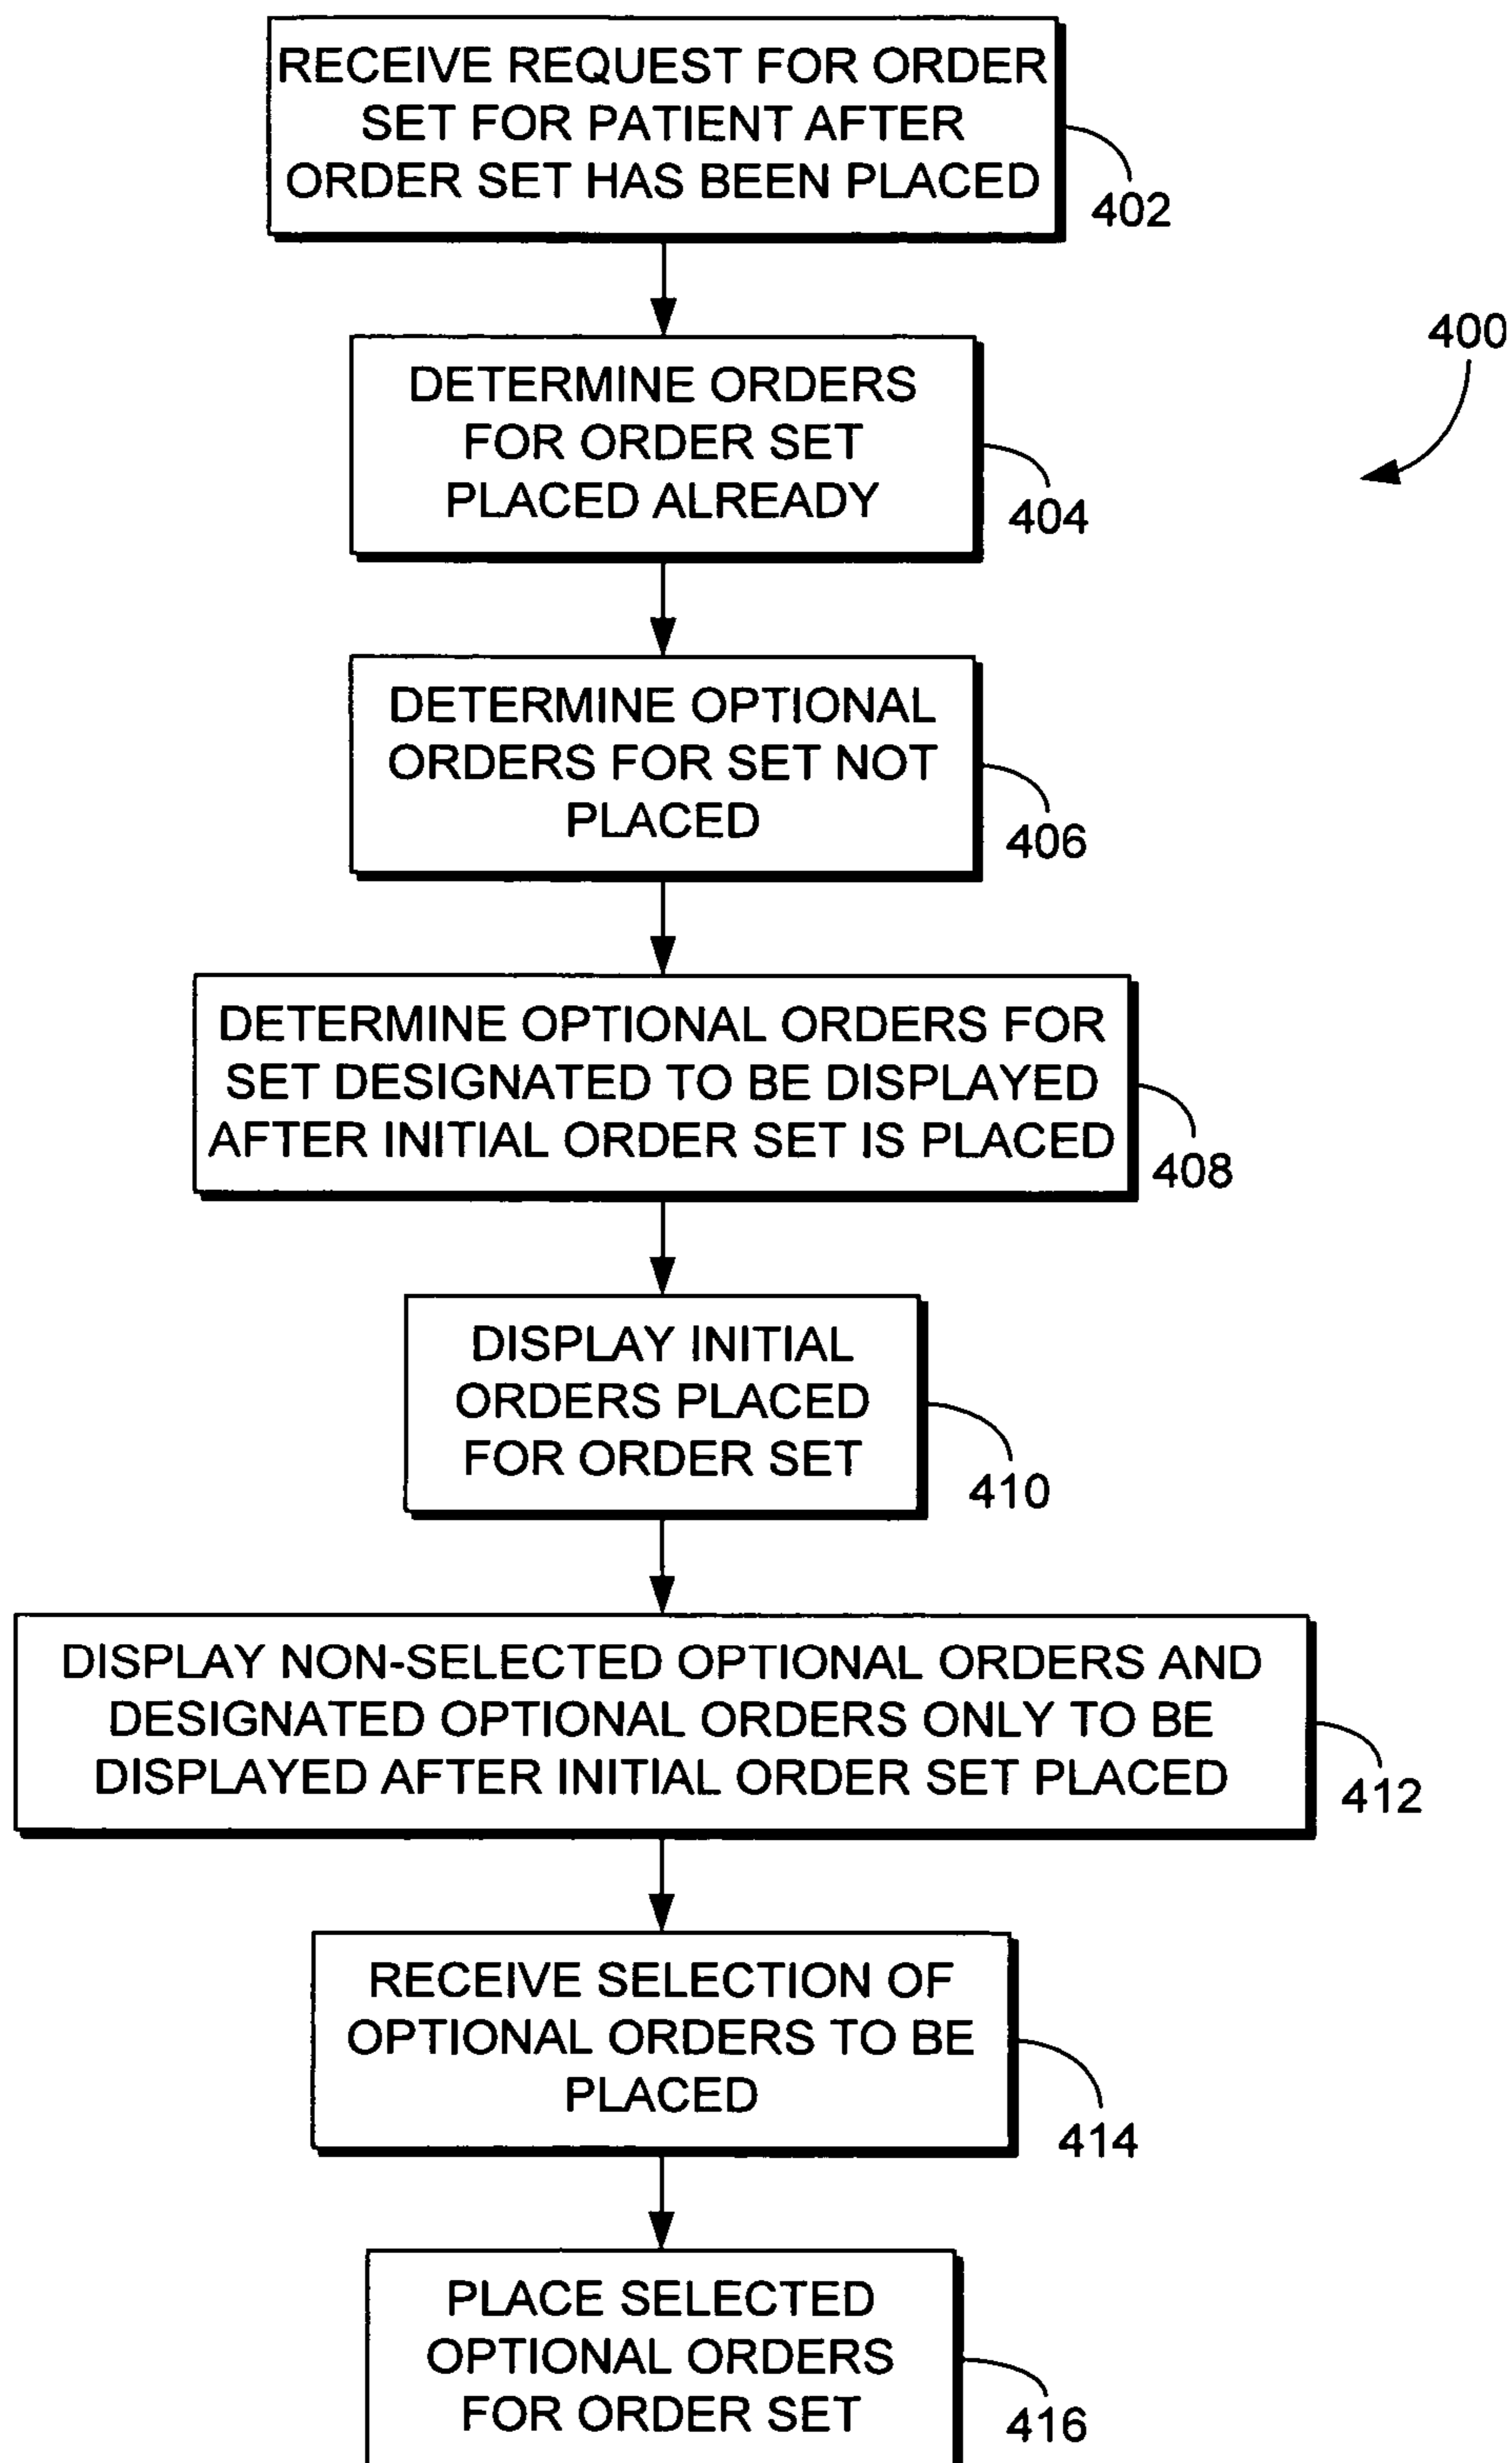 RECEIVE REQUEST FOR ORDER
SET FOR PATIENT AFTER
ORDER SET HAS BEEN PLACED
402
400
DETERMINE ORDERS
FOR ORDER SET
PLACED ALREADY
404
DETERMINE OPTIONAL
ORDERS FOR SET NOT
PLACED
406
DETERMINE OPTIONAL ORDERS FOR
SET DESIGNATED TO BE DISPLAYED
AFTER INITIAL ORDER SET IS PLACED
408
DISPLAY INITIAL
ORDERS PLACED
FOR ORDER SET
410
DISPLAY NON-SELECTED OPTIONAL ORDERS AND
DESIGNATED OPTIONAL ORDERS ONLY TO BE
DISPLAYED AFTER INITIAL ORDER SET PLACED
412
RECEIVE SELECTION OF
OPTIONAL ORDERS TO BE
PLACED
414
PLACE SELECTED
OPTIONAL ORDERS
FOR ORDER SET
416